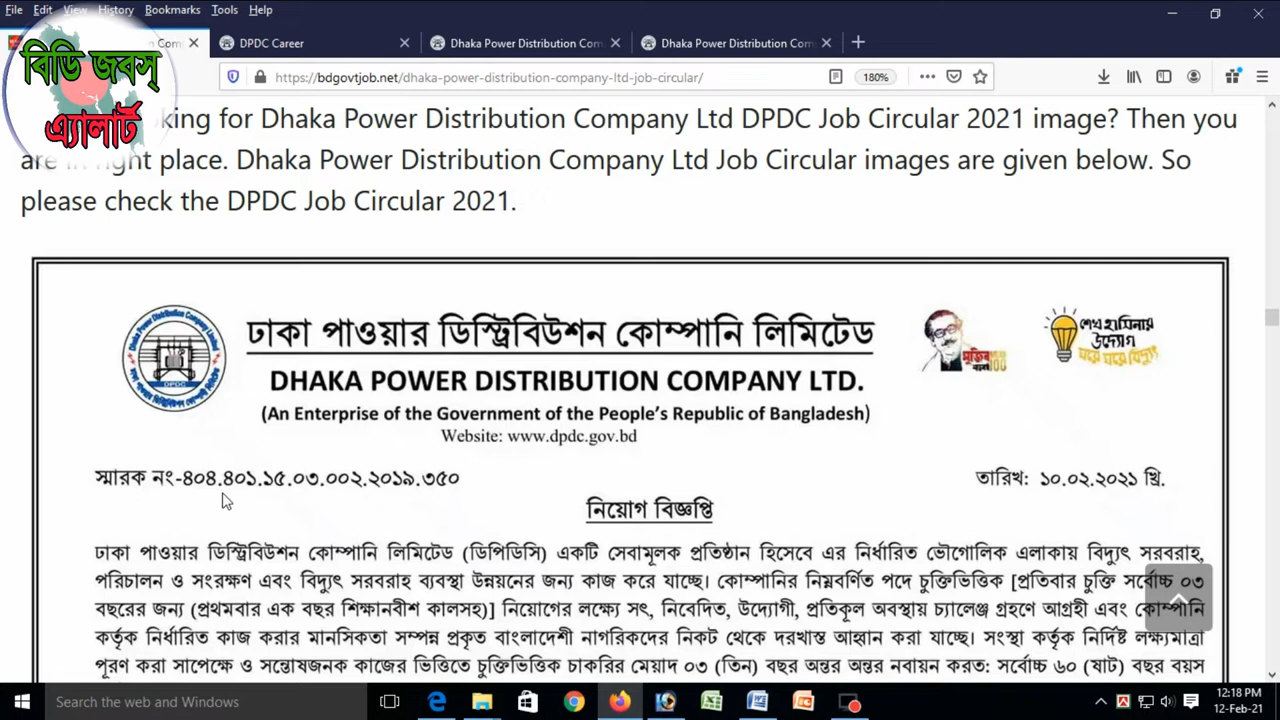 File Edit View History Bookmarks Tools Help
DPDC Career
Dhaka Power Distribution Com
Dhaka Power Distribution Com
বিডি জবস্
এ্যালার্ট
https://bdgovtjob.net/dhaka-power-distribution-company-ltd-job-circular/
180%
for Dhaka Power Distribution Company Ltd DPDC Job Circular 2021 image? Then you
are in right place. Dhaka Power Distribution Company Ltd Job Circular images are given below. So
please check the DPDC Job Circular 2021.
ঢাকা পাওয়ার ডিস্ট্রিবিউশন কোম্পানি লিমিটেড
DHAKA POWER DISTRIBUTION COMPANY LTD.
(An Enterprise of the Government of the People's Republic of Bangladesh)
Website: www.dpdc.gov.bd
DPDC
100
শেখ হাসিনার
উদ্যোগ
ঘরে ঘরে বিদ্যুৎ
স্মারক নং-৪০৪.৪০১.১৫.০৩.০০২.২০১৯.৩৫০
তারিখ: ১০.০২.২০২১ খ্রি.
নিয়োগ বিজ্ঞপ্তি
ঢাকা পাওয়ার ডিস্ট্রিবিউশন কোম্পানি লিমিটেড (ডিপিডিসি) একটি সেবামূলক প্রতিষ্ঠান হিসেবে এর নির্ধারিত ভৌগোলিক এলাকায় বিদ্যুৎ সরবরাহ,
পরিচালন ও সংরক্ষণ এবং বিদ্যুৎ সরবরাহ ব্যবস্থা উন্নয়নের জন্য কাজ করে যাচ্ছে। কোম্পানির নিম্নবর্ণিত পদে চুক্তিভিত্তিক [প্রতিবার চুক্তি সর্বোচ্চ ০৩
বছরের জন্য (প্রথমবার এক বছর শিক্ষানবীশ কালসহ)] নিয়োগের লক্ষ্যে সৎ, নিবেদিত, উদ্যোগী, প্রতিকূল অবস্থায় চ্যালেঞ্জ গ্রহণে আগ্রহী এবং কোম্পানি
কর্তৃক নির্ধারিত কাজ করার মানসিকতা সম্পন্ন প্রকৃত বাংলাদেশী নাগরিকদের নিকট থেকে দরখাস্ত আহ্বান করা যাচ্ছে। সংস্থা কর্তৃক নির্দিষ্ট লক্ষ্যমাত্রা
পূরণ করা সাপেক্ষে ও সন্তোষজনক কাজের ভিত্তিতে চুক্তিভিত্তিক চাকরির মেয়াদ ০৩ (তিন) বছর অন্তর অন্তর নবায়ন করত: সর্বোচ্চ ৬০ (ষাট) বছর বয়স
Search the web and Windows
12:18 PM
12-Feb-21